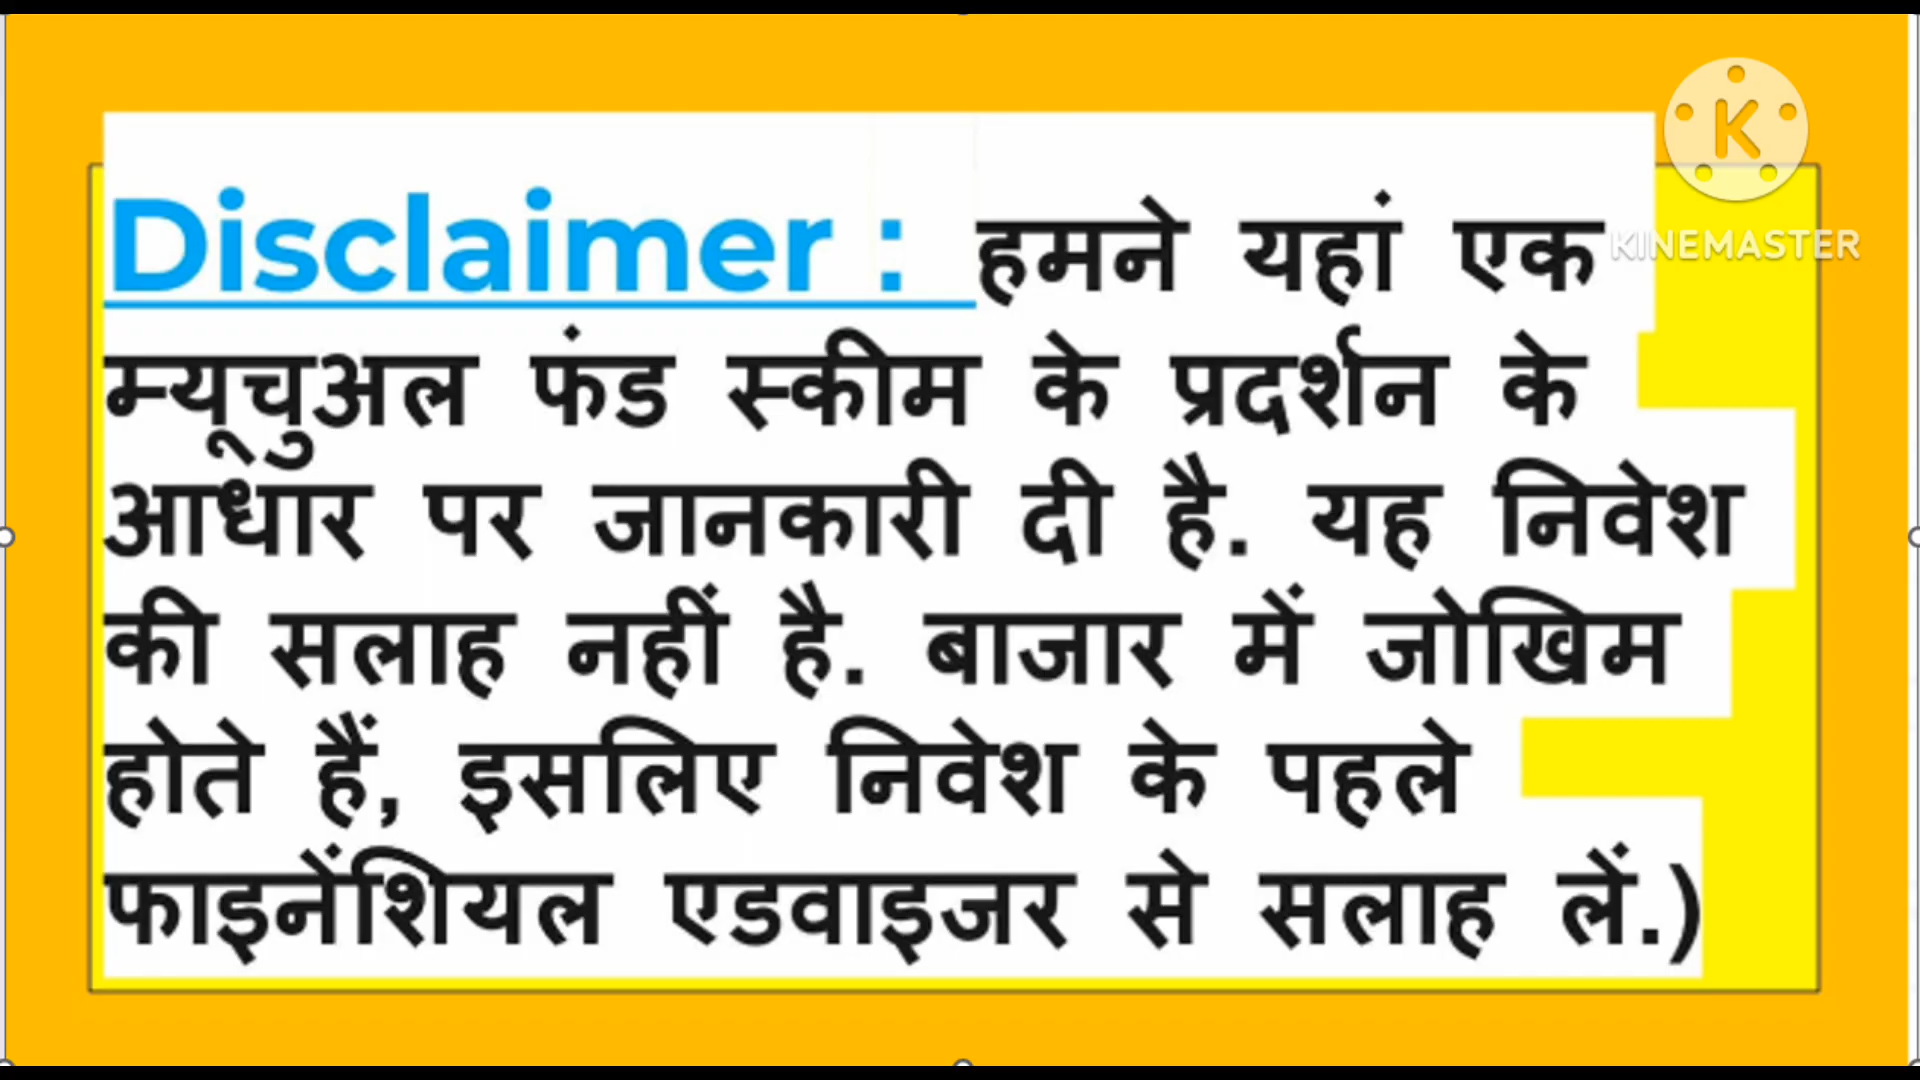 K
KINEMASTER
Disclaimer : हमने यहां एक
म्यूचुअल फंड स्कीम के प्रदर्शन के
आधार पर जानकारी दी है. यह निवेश
की सलाह नहीं है. बाजार में जोखिम
होते हैं, इसलिए निवेश के पहले
फाइनेंशियल एडवाइजर से सलाह लें.)